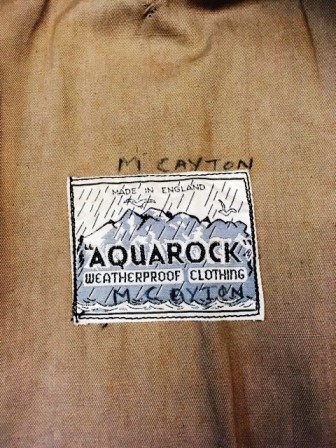 M CAYTON
MADE IN ENGLAND
"AQUAROCK"
WEATHERPROOF CLOTHING
M CAYTON